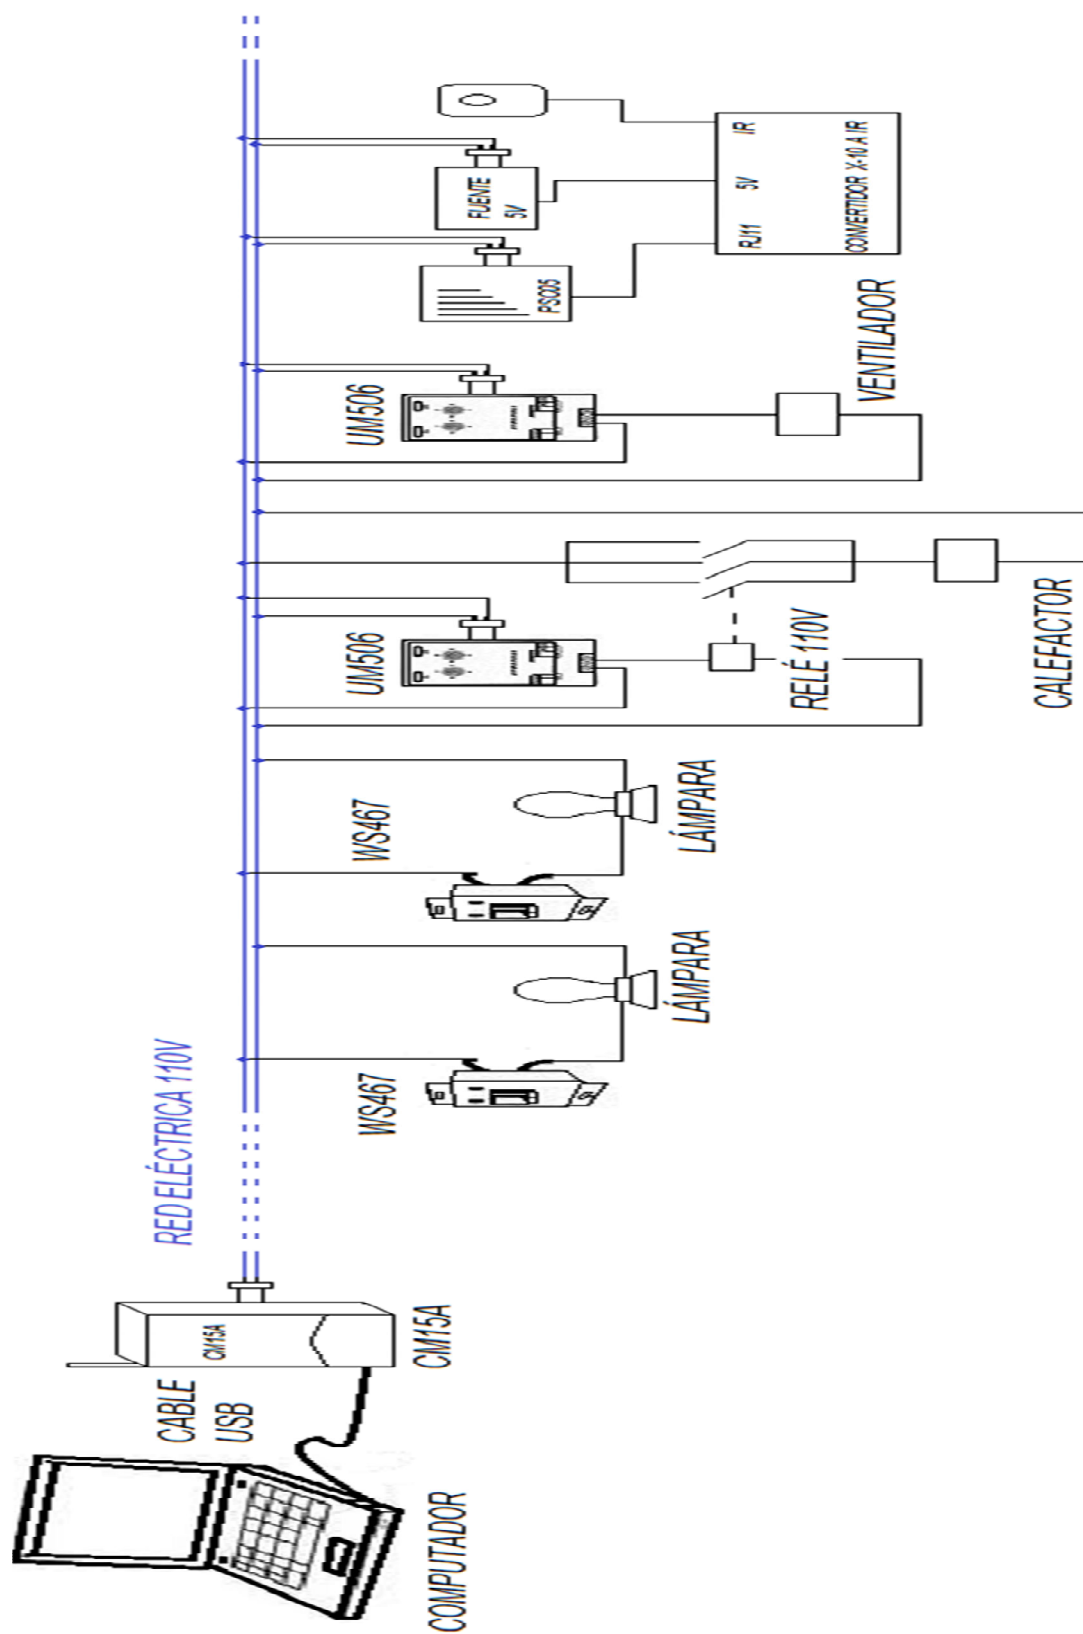 COMPUTADOR
CABLE
USB
CM15A
CM15A
RED ELÉCTRICA 110V
WS467
LÁMPARA
WS467
LÁMPARA
UM506
RELÉ 110V
CALEFACTOR
UM506
VENTILADOR
PSC05
FUENTE
5V
RJ11
5V
IR
CONVERTIDOR X-10 A IR